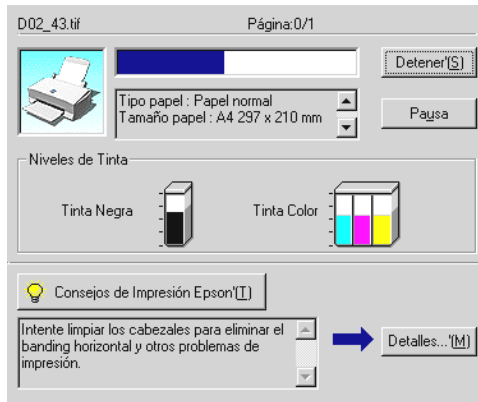 D02_43.tif Página:0/1
Detener'(S)
Tipo papel : Papel normal
Tamaño papel : A4 297 x 210 mm
Pausa
Niveles de Tinta
Tinta Negra Tinta Color
Consejos de Impresión Epson'(T)
Intente limpiar los cabezales para eliminar el
banding horizontal y otros problemas de
impresión.
Detalles...'(M)